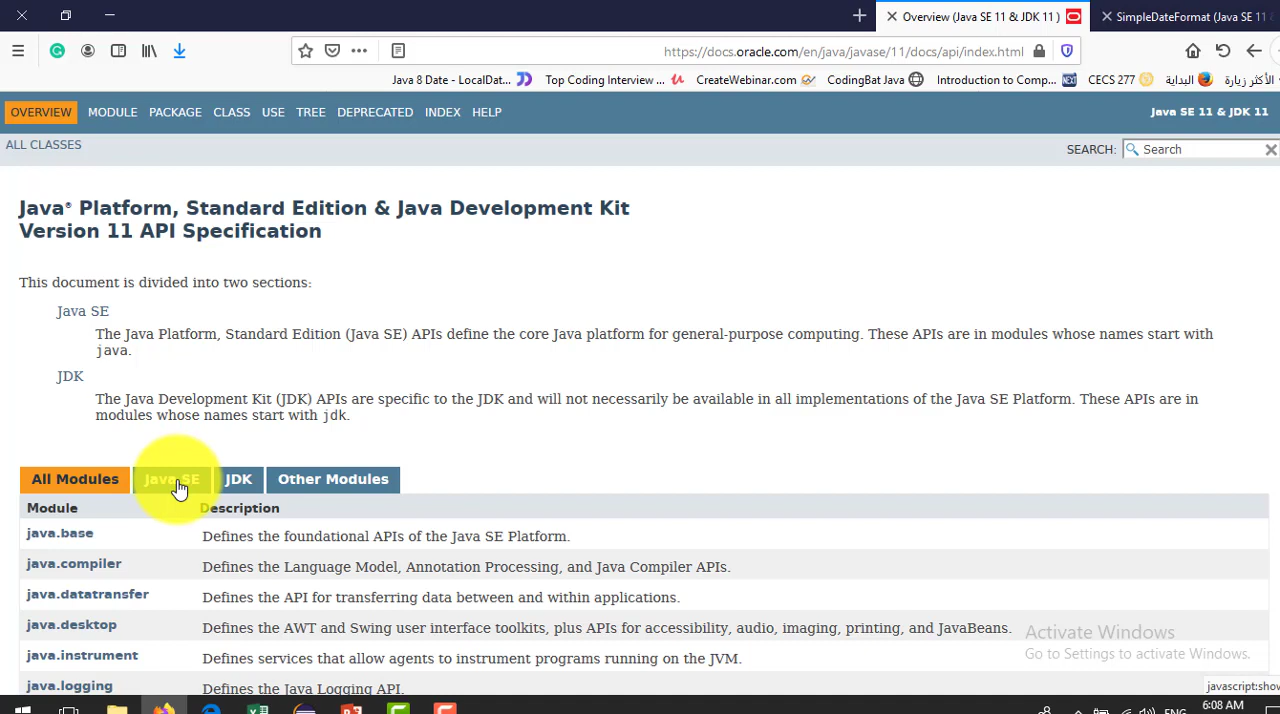 Overview (Java SE 11 & JDK 11 )
SimpleDateFormat (Java SE 11
https://docs.oracle.com/en/java/javase/11/docs/api/index.html
Java 8 Date - LocalDat...
Top Coding Interview ...
CreateWebinar.com
CodingBat Java
Introduction to Comp...
CECS 277
البداية
الأكثر زيارة
OVERVIEW MODULE PACKAGE CLASS USE TREE DEPRECATED INDEX HELP
Java SE 11 & JDK 11
ALL CLASSES
SEARCH: Search
Java® Platform, Standard Edition & Java Development Kit
Version 11 API Specification
This document is divided into two sections:
Java SE
The Java Platform, Standard Edition (Java SE) APIs define the core Java platform for general-purpose computing. These APIs are in modules whose names start with
java.
JDK
The Java Development Kit (JDK) APIs are specific to the JDK and will not necessarily be available in all implementations of the Java SE Platform. These APIs are in
modules whose names start with jdk.
All Modules Java SE JDK Other Modules
Module Description
java.base Defines the foundational APIs of the Java SE Platform.
java.compiler Defines the Language Model, Annotation Processing, and Java Compiler APIs.
java.datatransfer Defines the API for transferring data between and within applications.
java.desktop Defines the AWT and Swing user interface toolkits, plus APIs for accessibility, audio, imaging, printing, and JavaBeans.
java.instrument Defines services that allow agents to instrument programs running on the JVM.
java.logging Defines the Java Logging API.
Activate Windows
Go to Settings to activate Windows.
javascript:show
ENG
6:08 AM